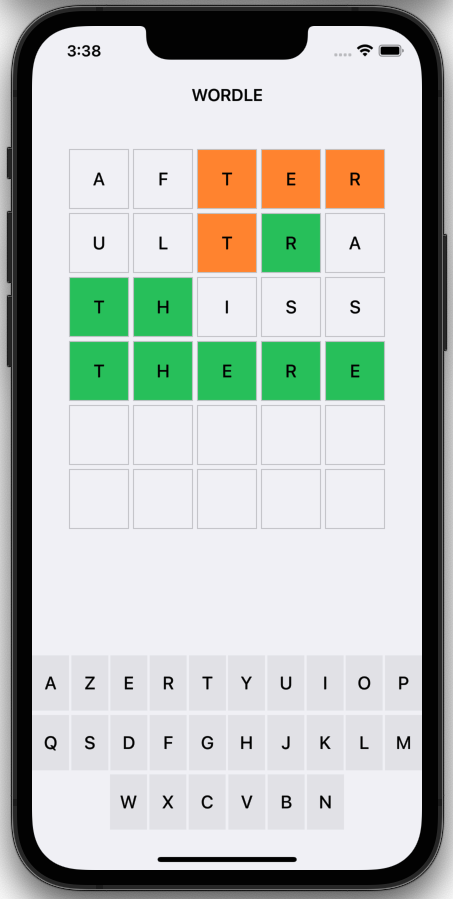 3:38
WORDLE
A F T E R
U L T R A
T H I S S
T H E R E
A Z E R T Y U I O P
Q S D F G H J K L M
W X C V B N